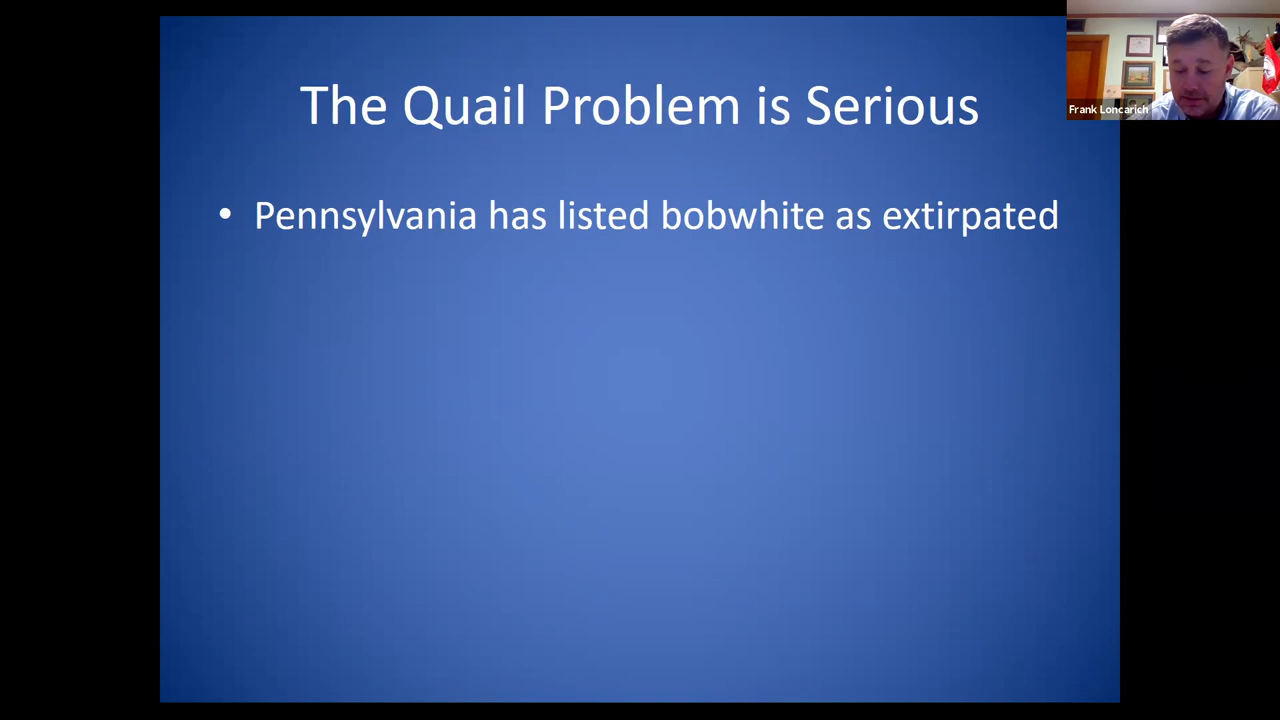 The Quail Problem is Serious
• Pennsylvania has listed bobwhite as extirpated
Frank Loncarich